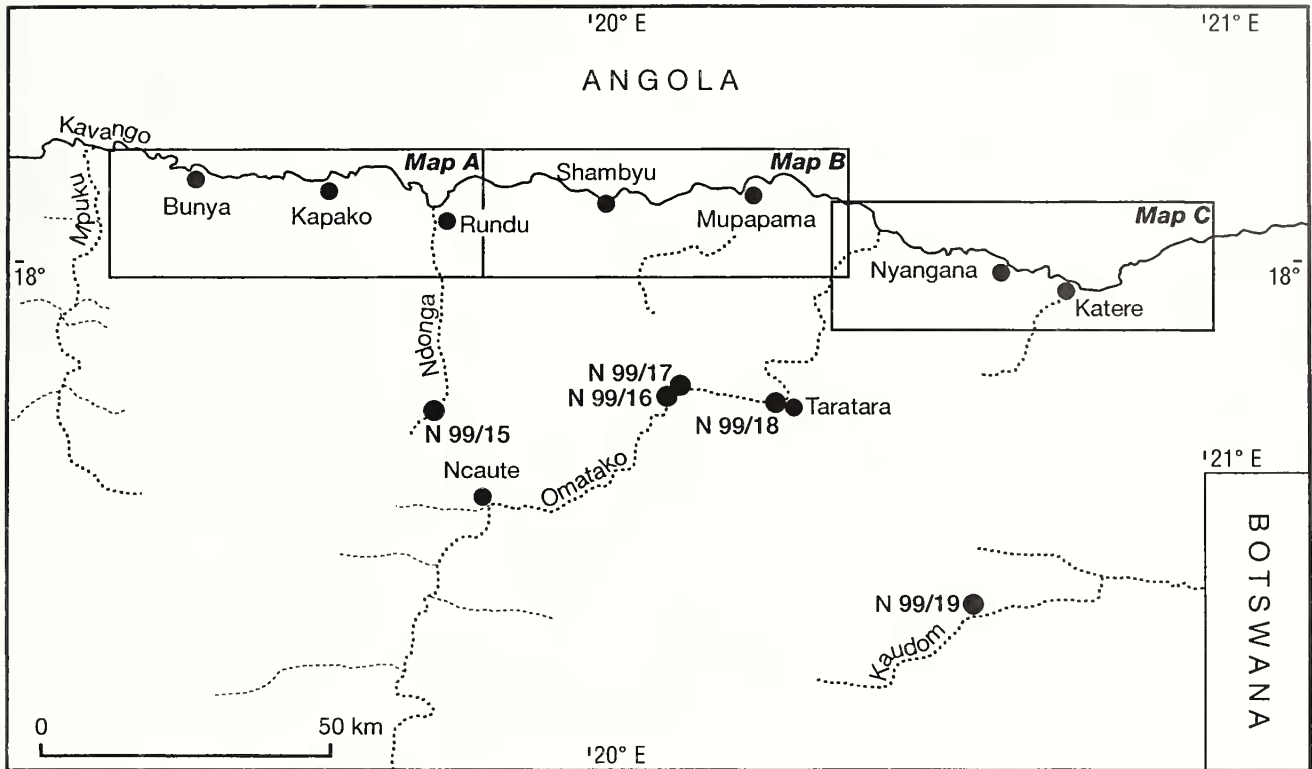 20° E
21° E
ANGOLA
Kavango
Map A
Map B
Shambyu
Mpuku
Bunya
Kapako
Rundu
Mupapama
Map C
18°
Nyangana
18°
Katere
Ndonga
N 99/17
N 99/16
Taratara
N 99/18
N 99/15
Ncaute
Omatako
21° E
BOTSWANA
N 99/19
Kaudom
0
50 km
20° E